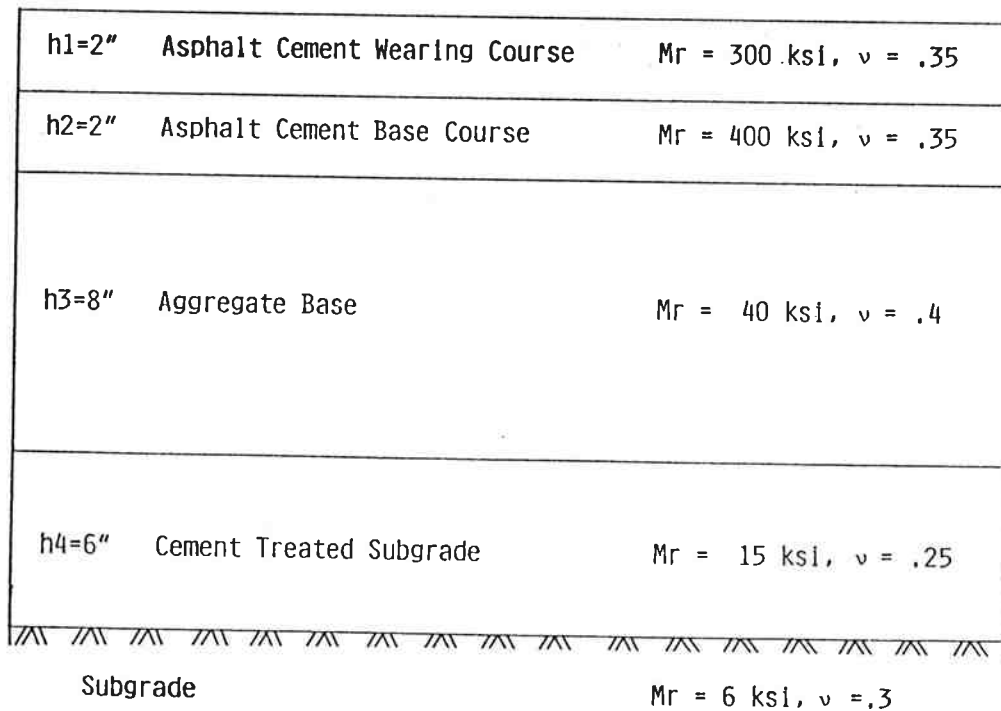 h1=2" Asphalt Cement Wearing Course Mr = 300 ksi, ν = .35
h2=2" Asphalt Cement Base Course Mr = 400 ksi, ν = .35
h3=8" Aggregate Base Mr = 40 ksi, ν = .4
h4=6" Cement Treated Subgrade Mr = 15 ksi, ν = .25
Subgrade Mr = 6 ksi, ν =.3